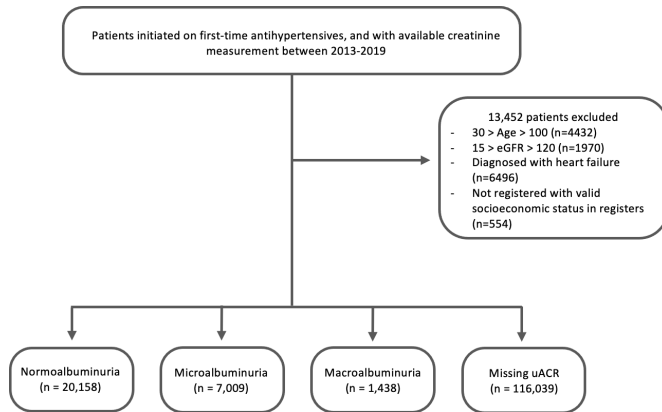 Patients initiated on first-time antihypertensives, and with available creatinine
measurement between 2013-2019
13,452 patients excluded
- 30 > Age > 100 (n=4432)
- 15 > eGFR > 120 (n=1970)
- Diagnosed with heart failure
(n=6496)
- Not registered with valid
socioeconomic status in registers
(n=554)
Normoalbuminuria
(n = 20,158)
Microalbuminuria
(n = 7,009)
Macroalbuminuria
(n = 1,438)
Missing uACR
(n = 116,039)